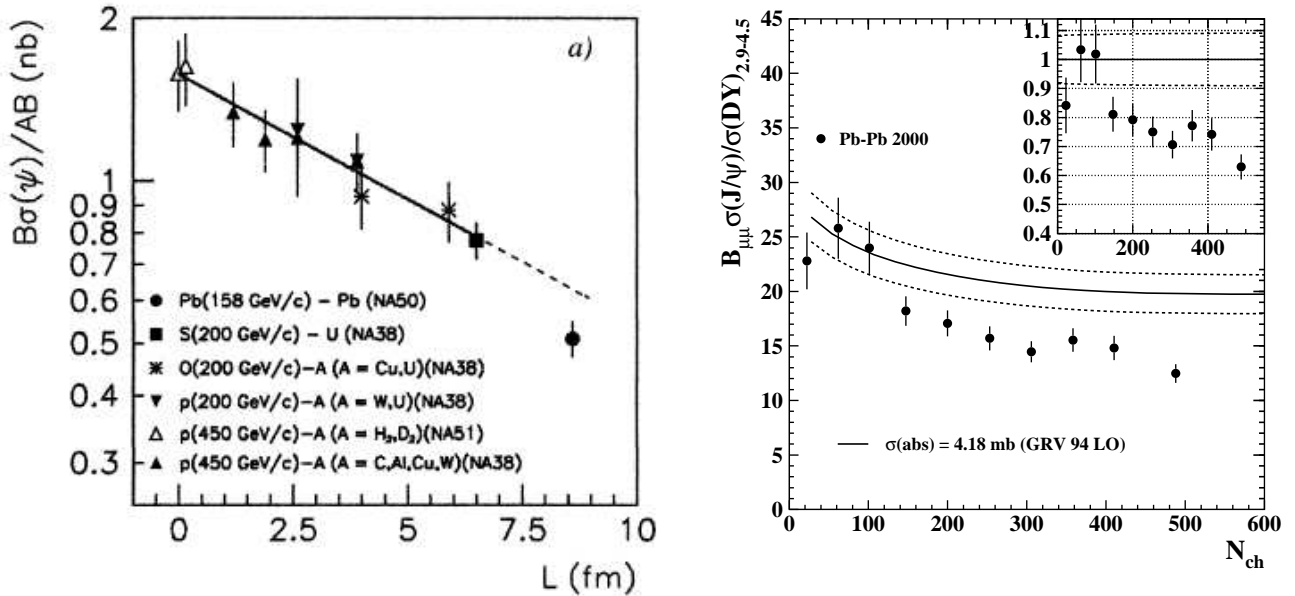 a)
Bσ(ψ)/AB (nb)
2
1
0.9
0.8
0.7
0.6
0.5
0.4
0.3
● Pb(158 GeV/c) - Pb (NA50)
■ S(200 GeV/c) - U (NA38)
✳ O(200 GeV/c)-A (A = Cu,U)(NA38)
▼ p(200 GeV/c)-A (A = W,U)(NA38)
△ p(450 GeV/c)-A (A = H₂,D₂)(NA51)
▲ p(450 GeV/c)-A (A = C,Al,Cu,W)(NA38)
0 2.5 5 7.5 10
L (fm)
B_μμ σ(J/ψ)/σ(DY)_2.9-4.5
45
40
35
30
25
20
15
10
5
0
● Pb-Pb 2000
1.1
1
0.9
0.8
0.7
0.6
0.5
0.4
0 200 400
σ(abs) = 4.18 mb (GRV 94 LO)
0 100 200 300 400 500 600
N_ch